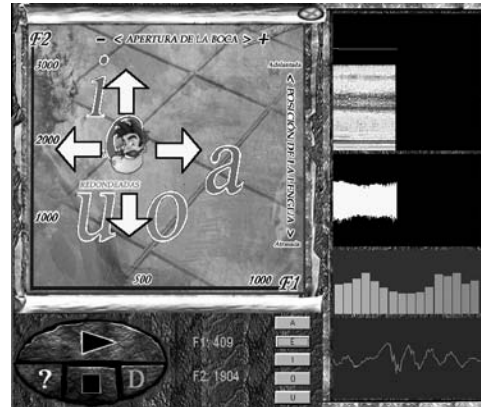 F2
- < APERTURA DE LA BOCA > +
3000
Adelantada
i
2000
< POSICIÓN DE LA LENGUA >
a
REDONDEADAS
u o
1000
Atrasada
500
1000 F1
A
F1: 409
E
? D
I
F2: 1904
O
U